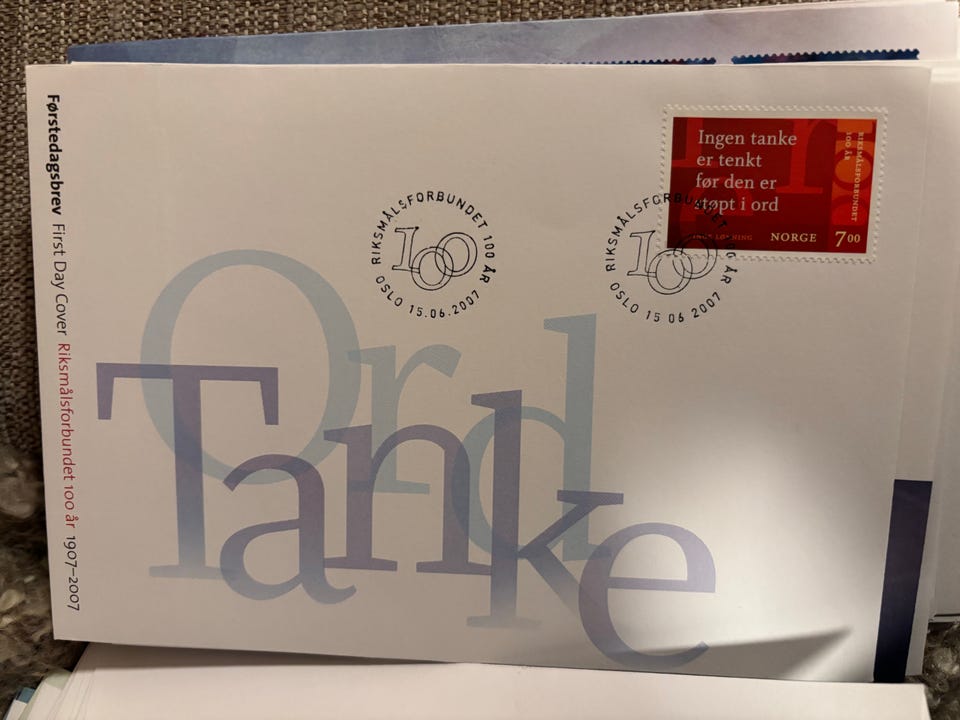 Førstedagsbrev First Day Cover Riksmålsforbundet 100 år 1907–2007
RIKSMÅLSFORBUNDET 100 ÅR
100
OSLO 15.06.2007
RIKSMÅLSFORBUNDET 100 ÅR
100
OSLO 15 06 2007
Ingen tanke
er tenkt
før den er
støpt i ord
NORGE 700
RIKSMÅLSFORBUNDET
100 ÅR
Ord
Tanke